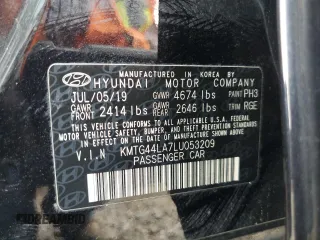 MANUFACTURED IN KOREA BY
HYUNDAI MOTOR COMPANY
JUL/05/19 GVWR 4674 lbs PAINT PH3
GAWR FRONT 2414 lbs GAWR REAR 2646 lbs TRIM RGE
THIS VEHICLE CONFORMS TO ALL APPLICABLE U.S.A. FEDERAL
MOTOR VEHICLE SAFETY, BUMPER, AND THEFT PREVENTION
STANDARDS IN EFFECT ON THE DATE OF MANUFACTURE
SHOWN ABOVE.
V.I.N KMTG44LA7LU053209
PASSENGER CAR